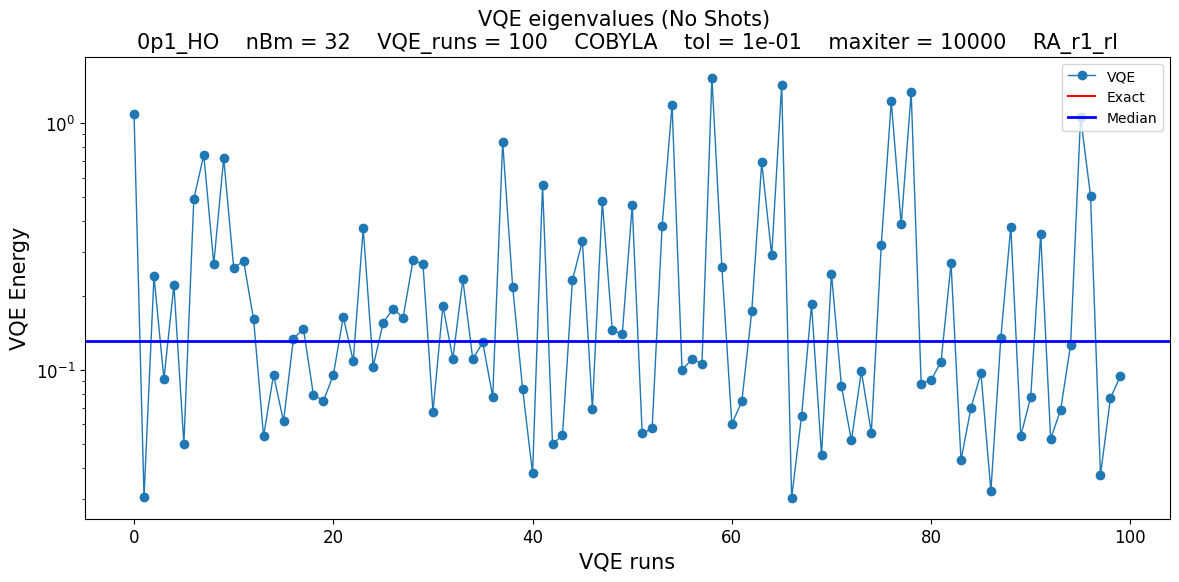 VQE eigenvalues (No Shots)
0p1_HO    nBm = 32    VQE_runs = 100    COBYLA    tol = 1e-01    maxiter = 10000    RA_r1_rl
VQE
Exact
Median
10⁰
10⁻¹
VQE Energy
0
20
40
60
80
100
VQE runs